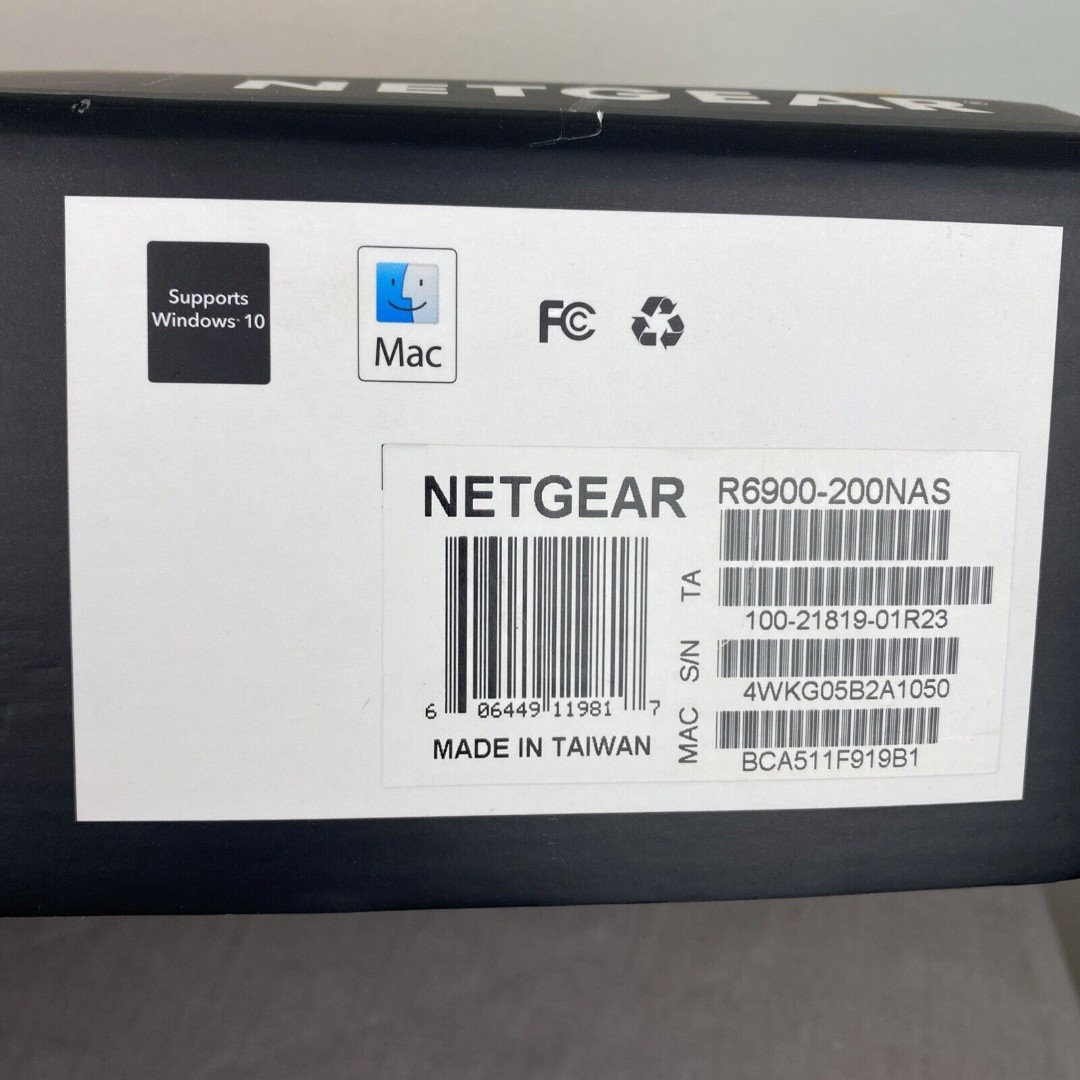 NETGEAR
Supports
Windows 10
Mac
FC
NETGEAR
R6900-200NAS
TA
100-21819-01R23
S/N
4WKG05B2A1050
MAC
BCA511F919B1
6 06449 11981 7
MADE IN TAIWAN